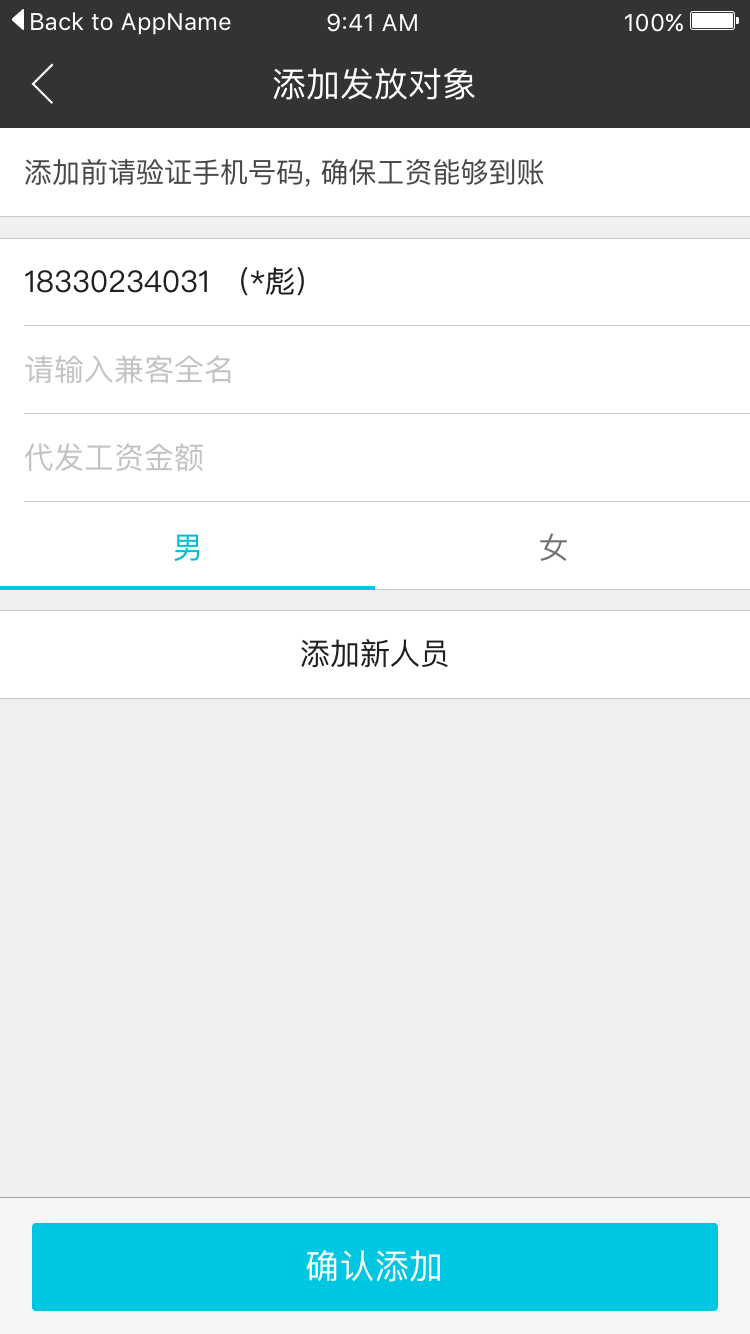 Back to AppName 9:41 AM 100%
添加发放对象
添加前请验证手机号码, 确保工资能够到账
18330234031 （*彪）
请输入兼客全名
代发工资金额
男 女
添加新人员
确认添加